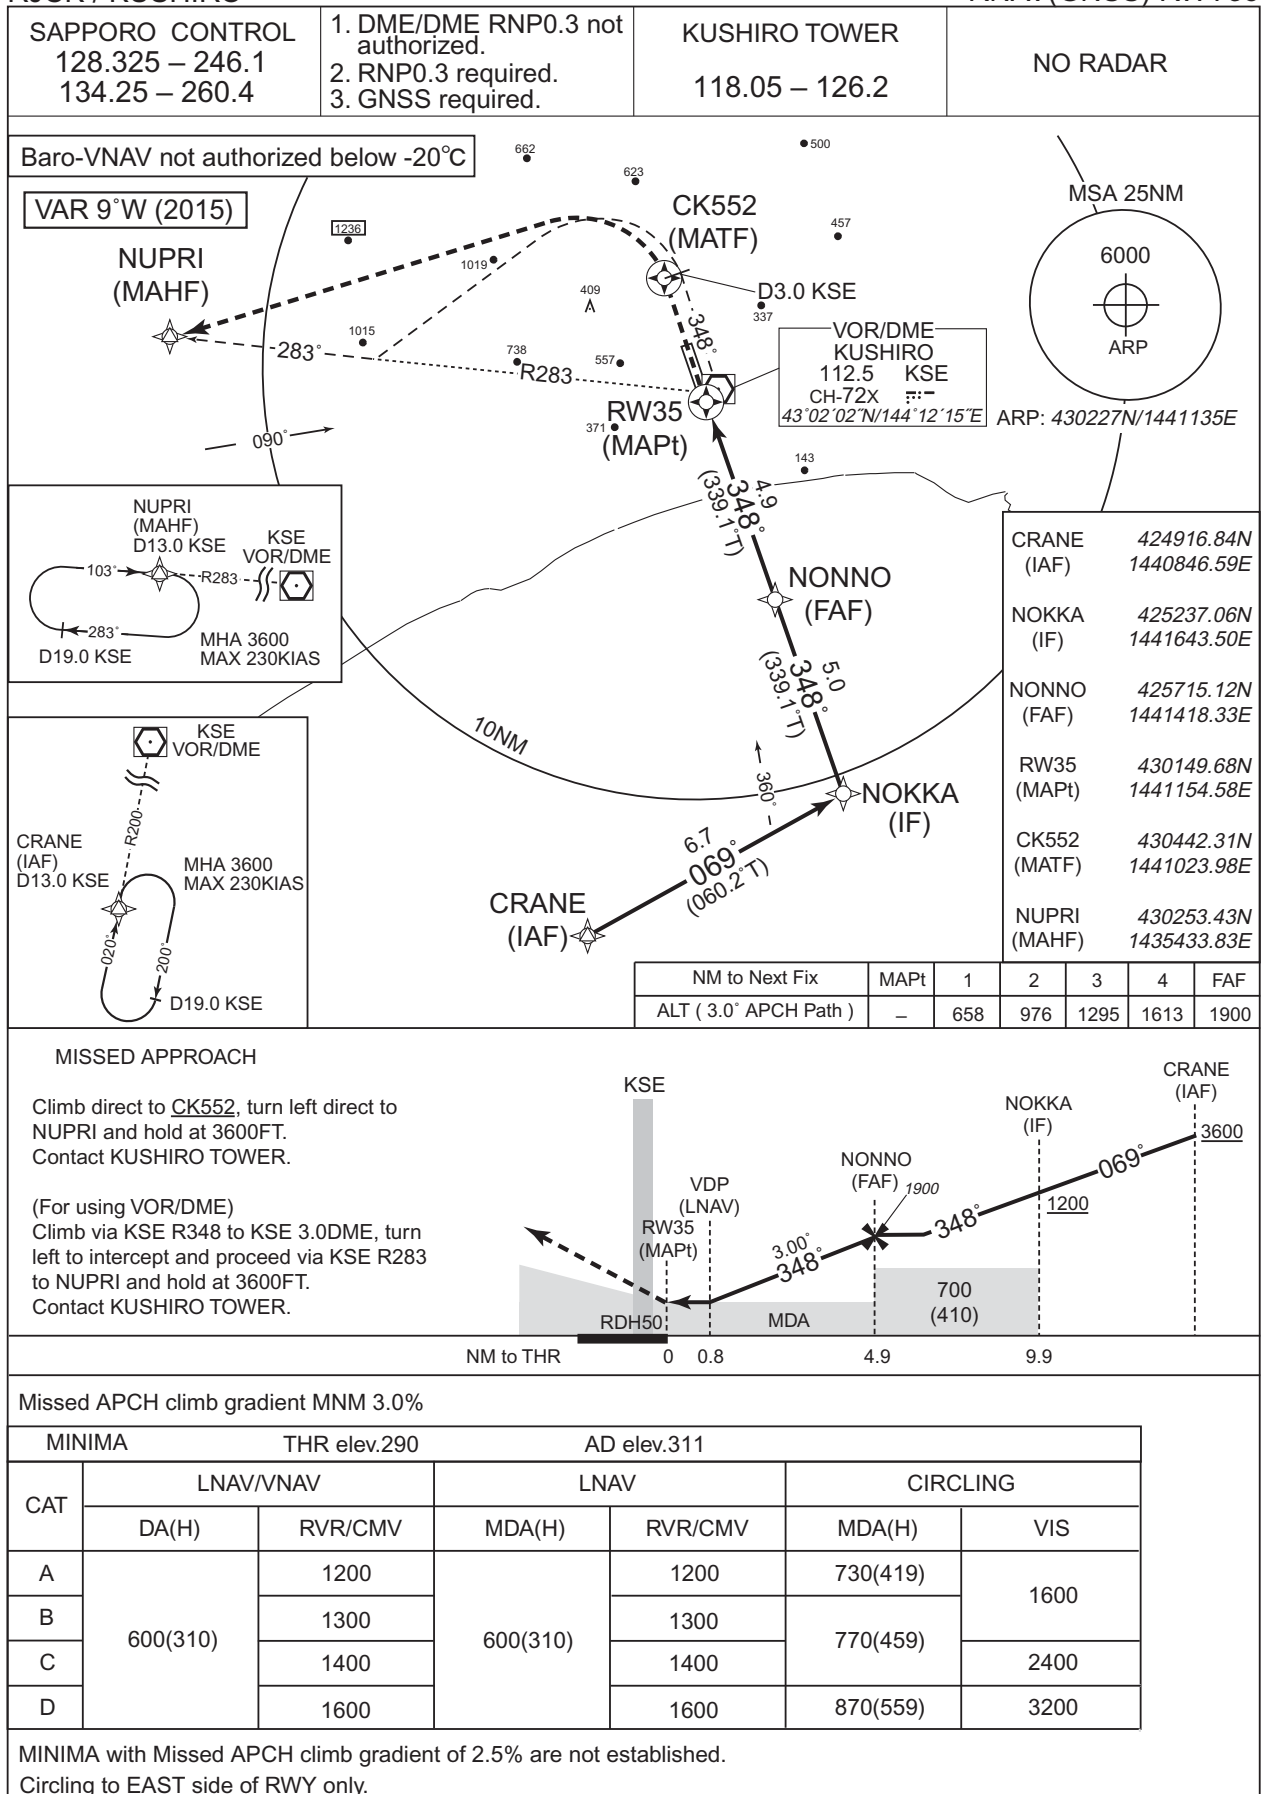 SAPPORO CONTROL
128.325 – 246.1
134.25 – 260.4
1. DME/DME RNP0.3 not
authorized.
2. RNP0.3 required.
3. GNSS required.
KUSHIRO TOWER
118.05 – 126.2
NO RADAR
Baro-VNAV not authorized below -20°C
VAR 9°W (2015)
662
623
500
457
1236
1019
409
337
1015
738
557
371
143
NUPRI
(MAHF)
CK552
(MATF)
D3.0 KSE
348°
283°
R283
090°
MSA 25NM
6000
ARP
ARP: 430227N/1441135E
VOR/DME
KUSHIRO
112.5 KSE
CH-72X
43°02´02˝N/144°12´15˝E
RW35
(MAPt)
4.9
348°
(339.1°T)
NONNO
(FAF)
5.0
348°
(339.1°T)
10NM
360°
NOKKA
(IF)
6.7
069°
(060.2°T)
CRANE
(IAF)
NUPRI
(MAHF)
D13.0 KSE
KSE
VOR/DME
103°
R283
283°
D19.0 KSE
MHA 3600
MAX 230KIAS
KSE
VOR/DME
R200
CRANE
(IAF)
D13.0 KSE
MHA 3600
MAX 230KIAS
020°
200°
D19.0 KSE
CRANE 424916.84N
(IAF) 1440846.59E
NOKKA 425237.06N
(IF) 1441643.50E
NONNO 425715.12N
(FAF) 1441418.33E
RW35 430149.68N
(MAPt) 1441154.58E
CK552 430442.31N
(MATF) 1441023.98E
NUPRI 430253.43N
(MAHF) 1435433.83E
NM to Next Fix MAPt 1 2 3 4 FAF
ALT ( 3.0° APCH Path ) – 658 976 1295 1613 1900
MISSED APPROACH
Climb direct to CK552, turn left direct to
NUPRI and hold at 3600FT.
Contact KUSHIRO TOWER.
(For using VOR/DME)
Climb via KSE R348 to KSE 3.0DME, turn
left to intercept and proceed via KSE R283
to NUPRI and hold at 3600FT.
Contact KUSHIRO TOWER.
KSE
RW35
(MAPt)
VDP
(LNAV)
NONNO
(FAF)
1900
NOKKA
(IF)
1200
CRANE
(IAF)
3600
3.00°
348°
348°
069°
RDH50
MDA
700
(410)
NM to THR 0 0.8 4.9 9.9
Missed APCH climb gradient MNM 3.0%
MINIMA THR elev.290 AD elev.311
CAT LNAV/VNAV LNAV CIRCLING
DA(H) RVR/CMV MDA(H) RVR/CMV MDA(H) VIS
A 600(310) 1200 600(310) 1200 730(419) 1600
B 1300 1300 770(459)
C 1400 1400 2400
D 1600 1600 870(559) 3200
MINIMA with Missed APCH climb gradient of 2.5% are not established.
Circling to EAST side of RWY only.